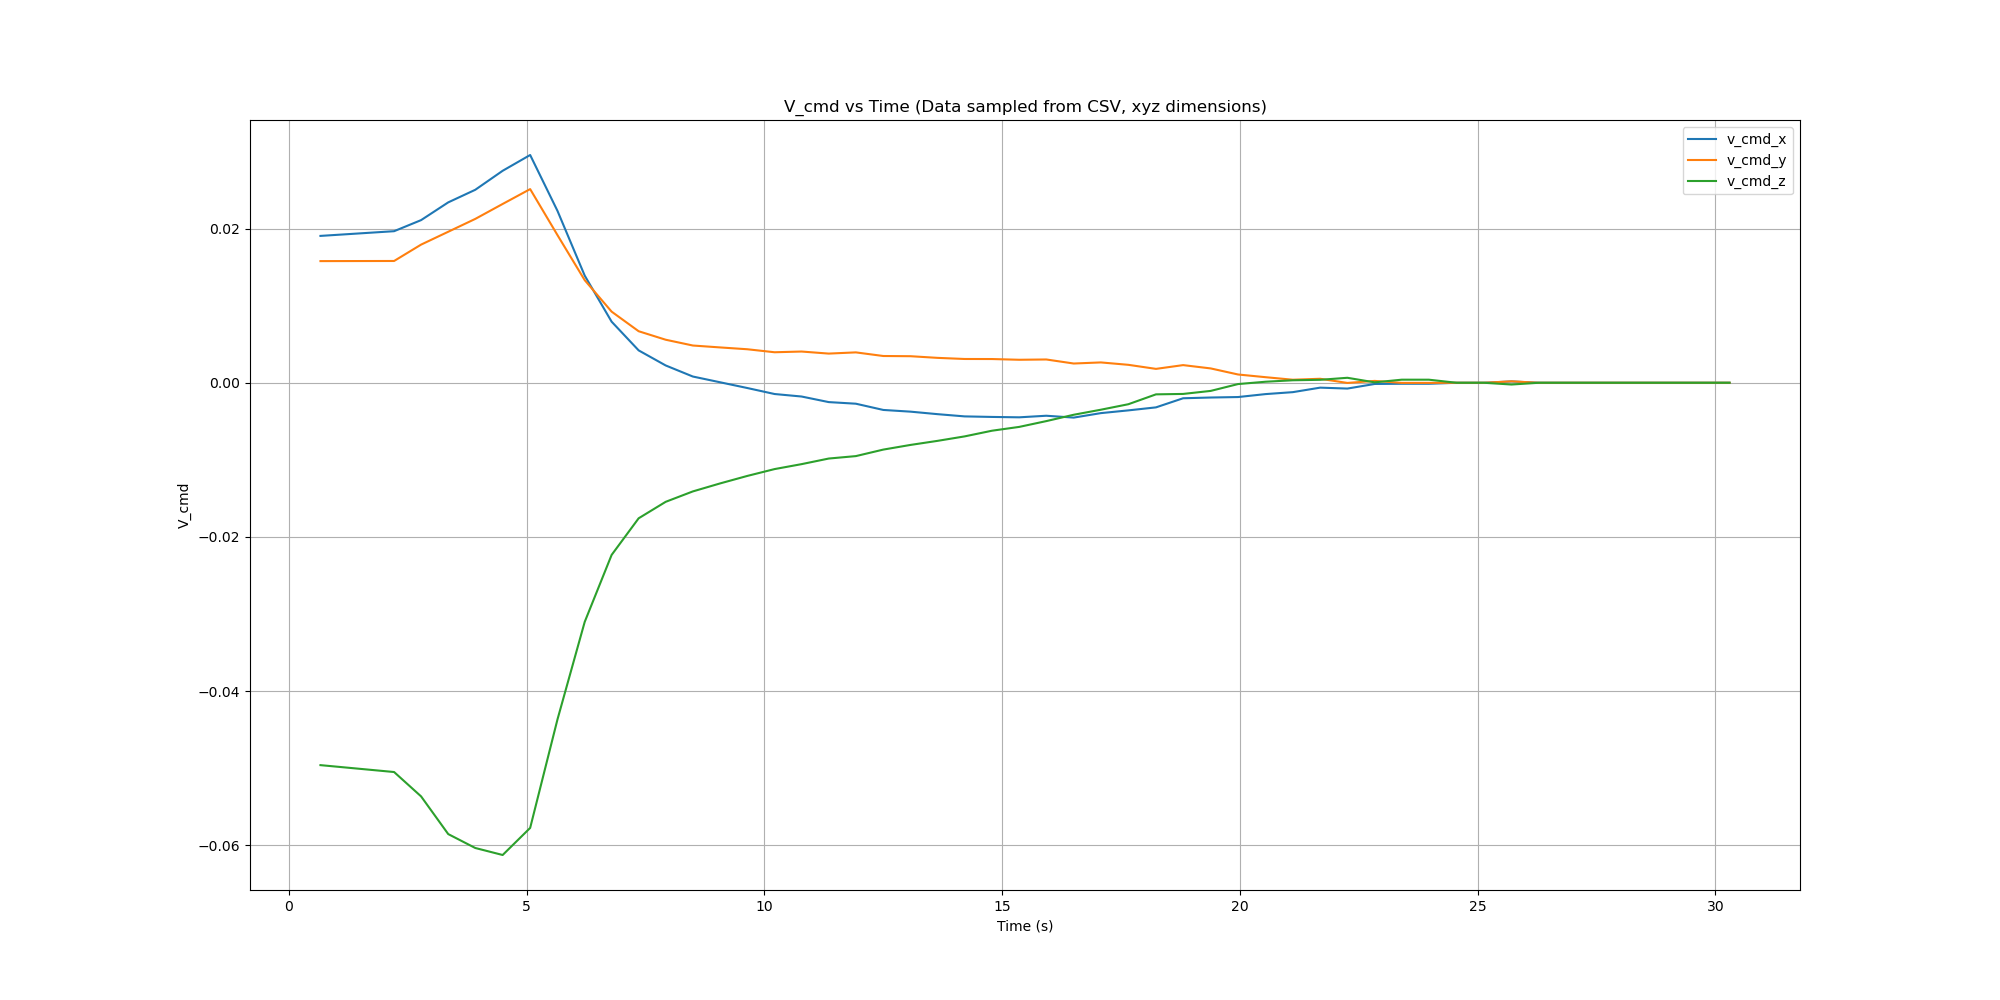 V_cmd vs Time (Data sampled from CSV, xyz dimensions)
v_cmd_x
v_cmd_y
v_cmd_z
0.02
0.00
−0.02
−0.04
−0.06
V_cmd
0 5 10 15 20 25 30
Time (s)